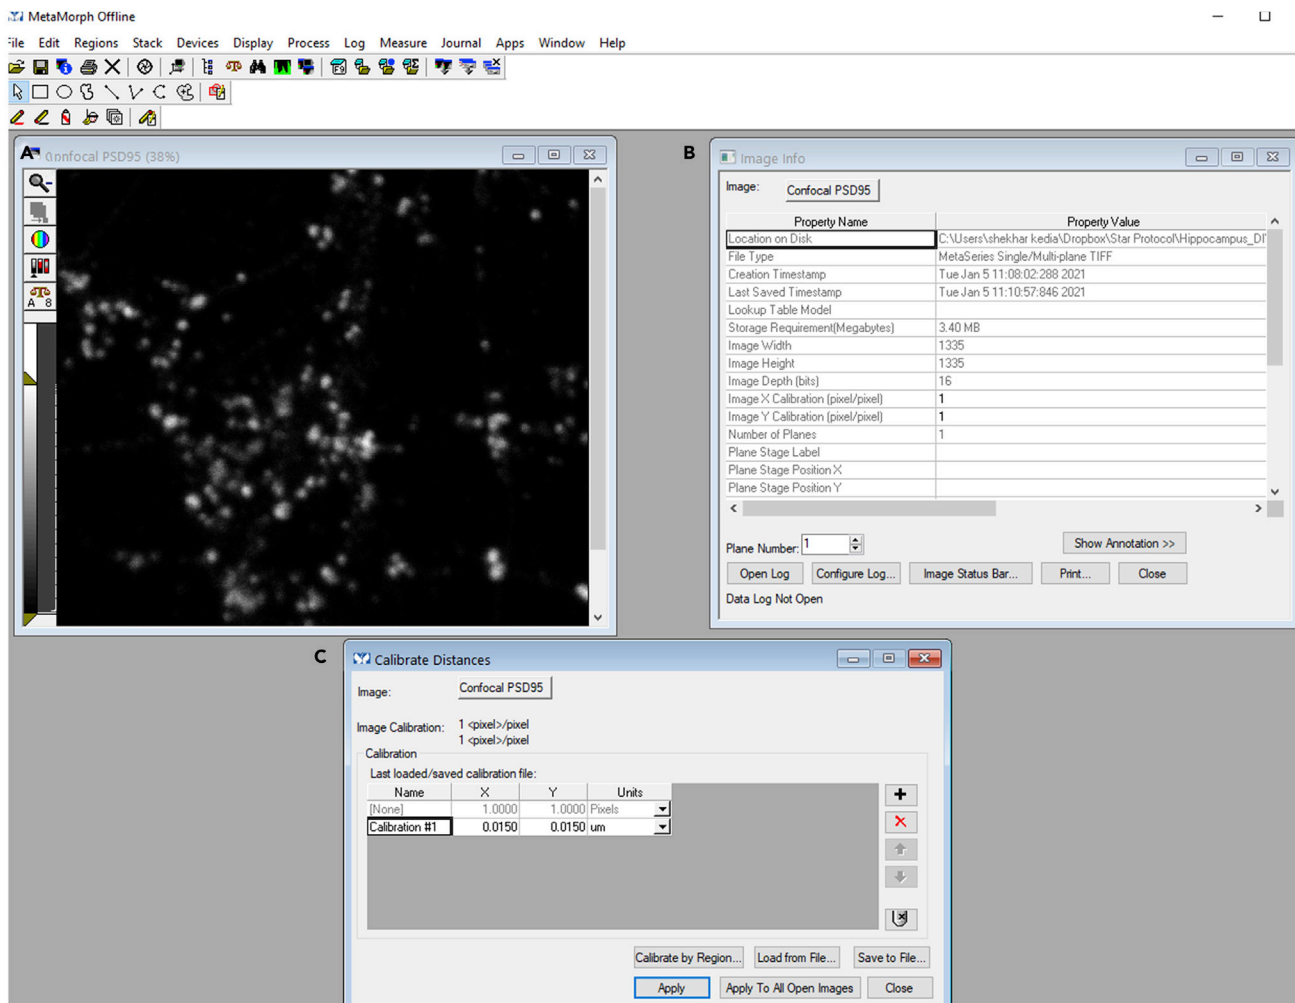 MetaMorph Offline
File Edit Regions Stack Devices Display Process Log Measure Journal Apps Window Help
A
Confocal PSD95 (38%)
A 8
B
Image Info
Image: Confocal PSD95
Property Name Property Value
Location on Disk C:\Users\shekhar kedia\Dropbox\Star Protocol\Hippocampus_DI
File Type MetaSeries Single/Multi-plane TIFF
Creation Timestamp Tue Jan 5 11:08:02:288 2021
Last Saved Timestamp Tue Jan 5 11:10:57:846 2021
Lookup Table Model
Storage Requirement(Megabytes) 3.40 MB
Image Width 1335
Image Height 1335
Image Depth (bits) 16
Image X Calibration (pixel/pixel) 1
Image Y Calibration (pixel/pixel) 1
Number of Planes 1
Plane Stage Label
Plane Stage Position X
Plane Stage Position Y
Plane Number: 1
Show Annotation >>
Open Log Configure Log... Image Status Bar... Print... Close
Data Log Not Open
C
Calibrate Distances
Image: Confocal PSD95
Image Calibration: 1 <pixel>/pixel
1 <pixel>/pixel
Calibration
Last loaded/saved calibration file:
Name X Y Units
[None] 1.0000 1.0000 Pixels
Calibration #1 0.0150 0.0150 um
Calibrate by Region... Load from File... Save to File...
Apply Apply To All Open Images Close